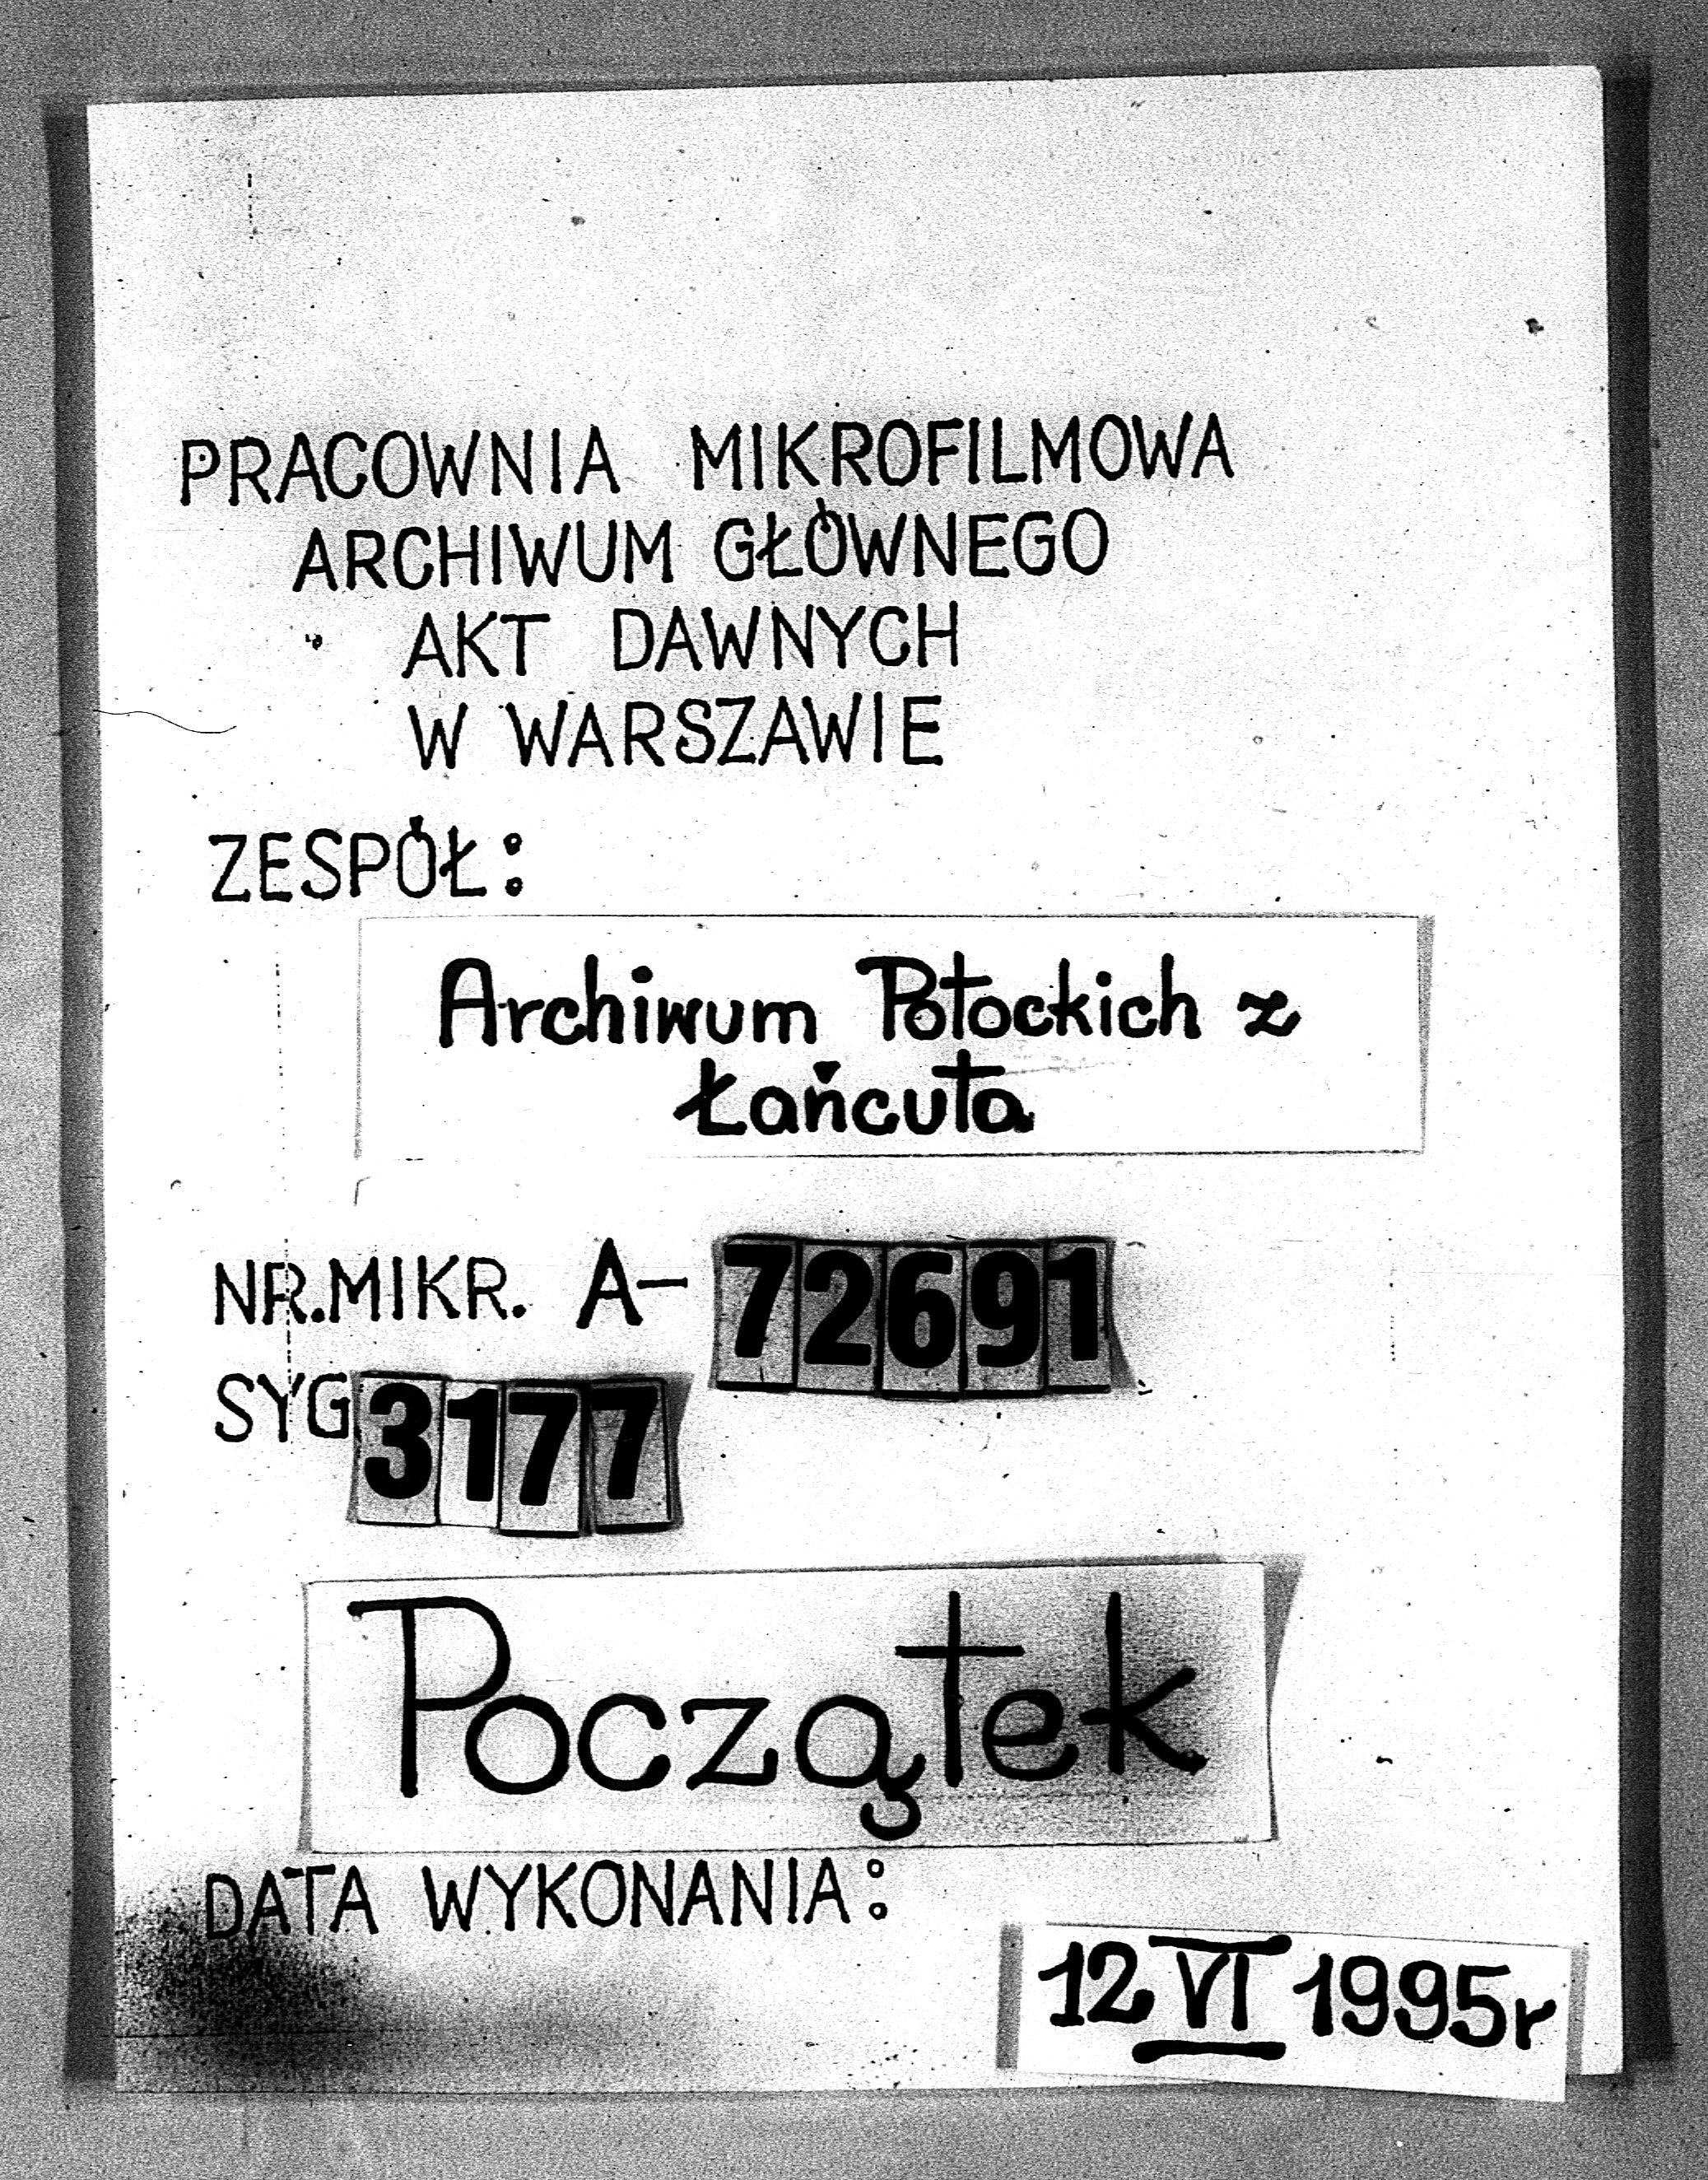 PRACOWNIA MIKROFILMOWA
ARCHIWUM GŁÓWNEGO
AKT DAWNYCH
W WARSZAWIE
ZESPÓŁ:
Archiwum Potockich z
Łańcuta
NR.MIKR. A- 72691
SYG 3177
Początek
DATA WYKONANIA:
12 VI 1995r